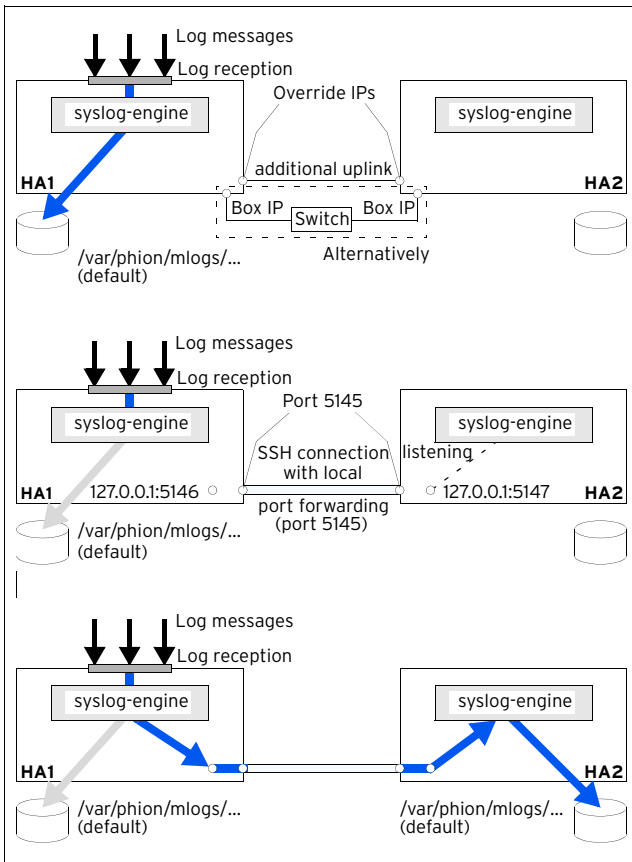 Log messages
Log reception
syslog-engine
Override IPs
syslog-engine
additional uplink
HA1
HA2
Box IP
Switch
Box IP
Alternatively
/var/phion/mlogs/...
(default)
Log messages
Log reception
syslog-engine
Port 5145
syslog-engine
SSH connection
with local
listening
HA1
127.0.0.1:5146
127.0.0.1:5147
HA2
port forwarding
(port 5145)
/var/phion/mlogs/...
(default)
Log messages
Log reception
syslog-engine
syslog-engine
HA1
HA2
/var/phion/mlogs/...
(default)
/var/phion/mlogs/...
(default)